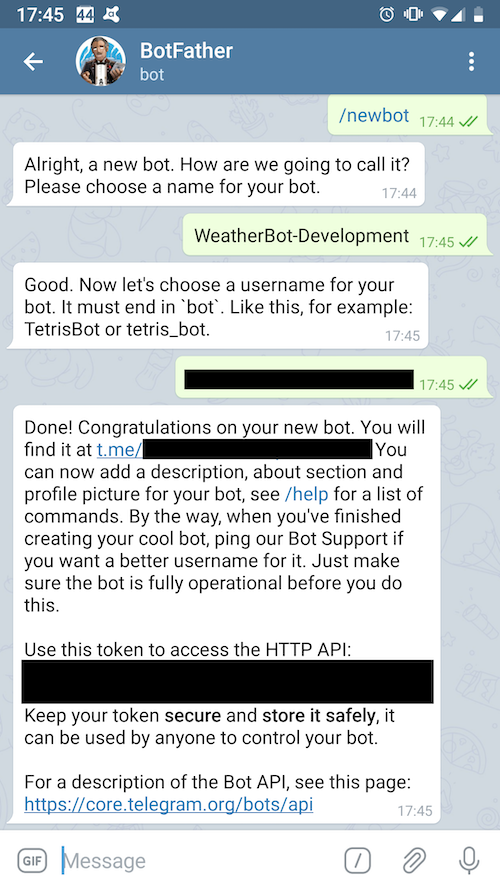 17:45 44
BotFather
bot
/newbot 17:44
Alright, a new bot. How are we going to call it?
Please choose a name for your bot. 17:44
WeatherBot-Development 17:45
Good. Now let's choose a username for your
bot. It must end in `bot`. Like this, for example:
TetrisBot or tetris_bot. 17:45
17:45
Done! Congratulations on your new bot. You will
find it at t.me/ You
can now add a description, about section and
profile picture for your bot, see /help for a list of
commands. By the way, when you've finished
creating your cool bot, ping our Bot Support if
you want a better username for it. Just make
sure the bot is fully operational before you do
this.
Use this token to access the HTTP API:
Keep your token secure and store it safely, it
can be used by anyone to control your bot.
For a description of the Bot API, see this page:
https://core.telegram.org/bots/api 17:45
GIF Message /